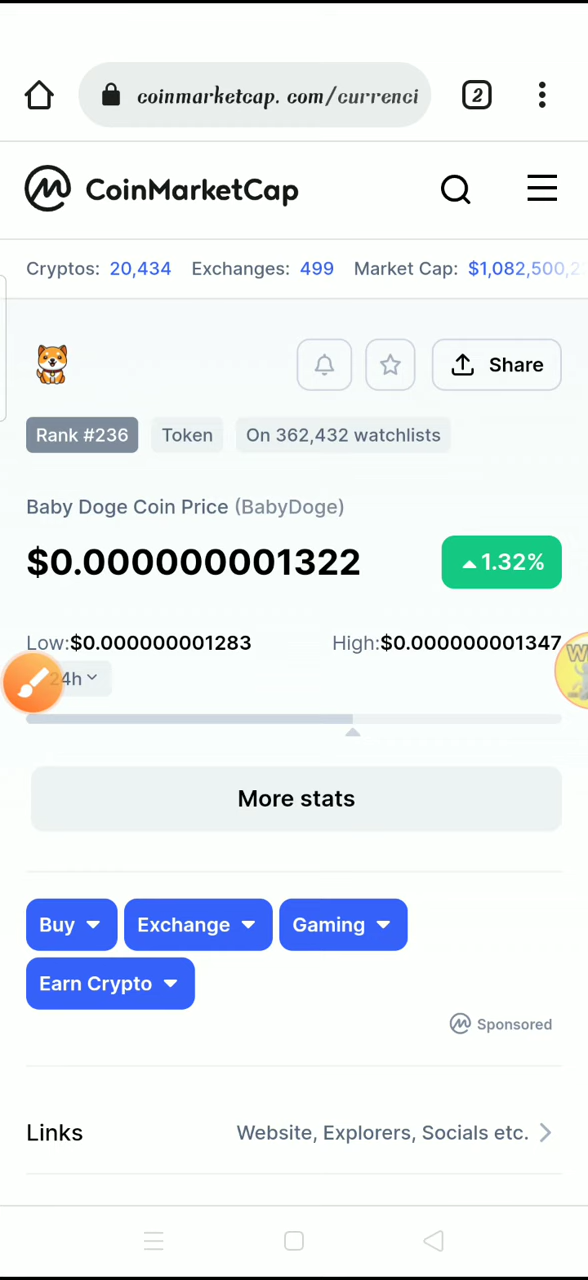 coinmarketcap. com/currenci
2
CoinMarketCap
Cryptos: 20,434 Exchanges: 499 Market Cap: $1,082,500,2
Share
Rank #236 Token On 362,432 watchlists
Baby Doge Coin Price (BabyDoge)
$0.000000001322 1.32%
Low:$0.000000001283 High:$0.000000001347
24h
W
More stats
Buy Exchange Gaming
Earn Crypto
Sponsored
Links Website, Explorers, Socials etc.